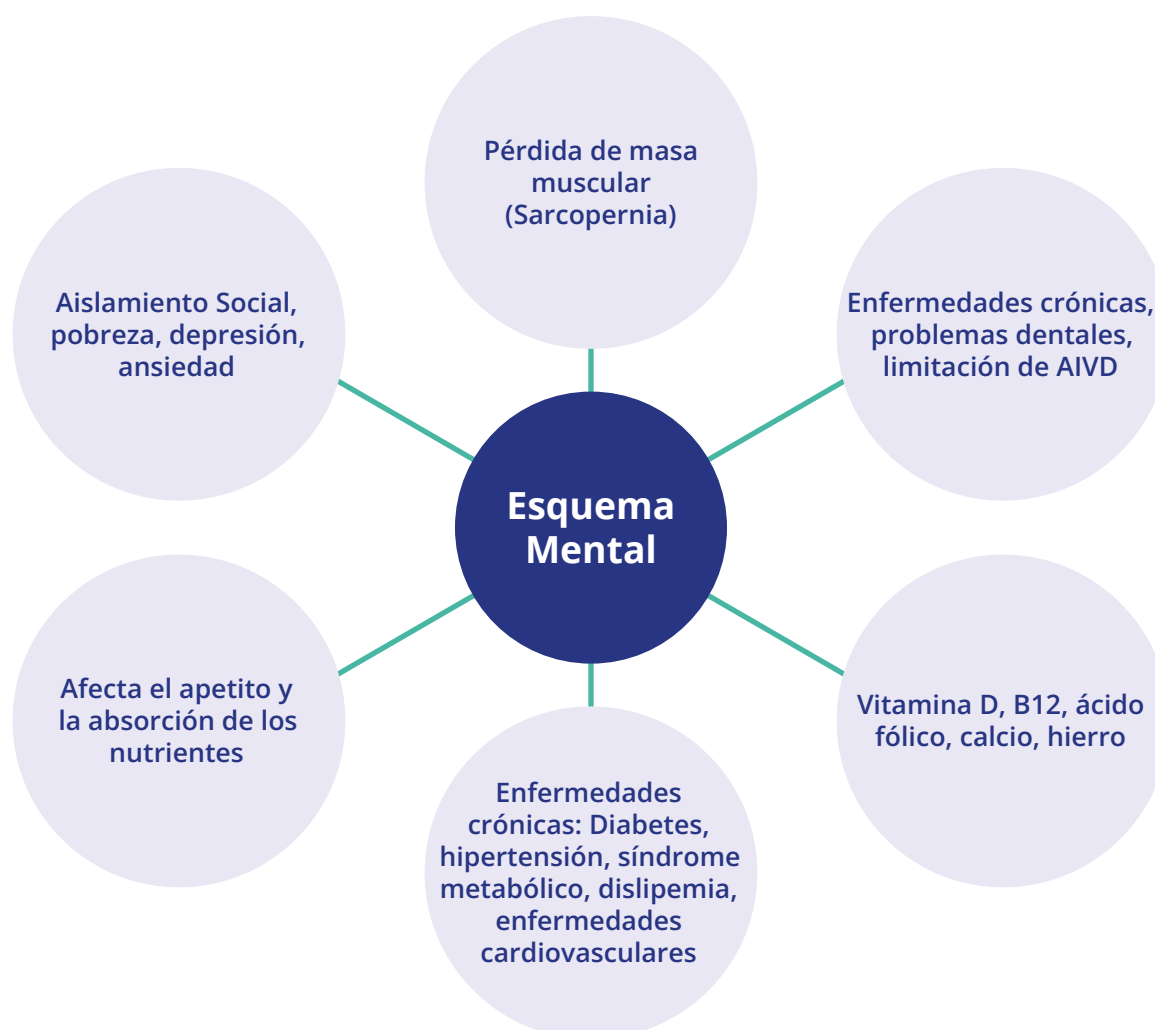 Pérdida de masa
muscular
(Sarcopernia)
Aislamiento Social,
pobreza, depresión,
ansiedad
Enfermedades crónicas,
problemas dentales,
limitación de AIVD
Esquema
Mental
Afecta el apetito y
la absorción de los
nutrientes
Vitamina D, B12, ácido
fólico, calcio, hierro
Enfermedades
crónicas: Diabetes,
hipertensión, síndrome
metabólico, dislipemia,
enfermedades
cardiovasculares